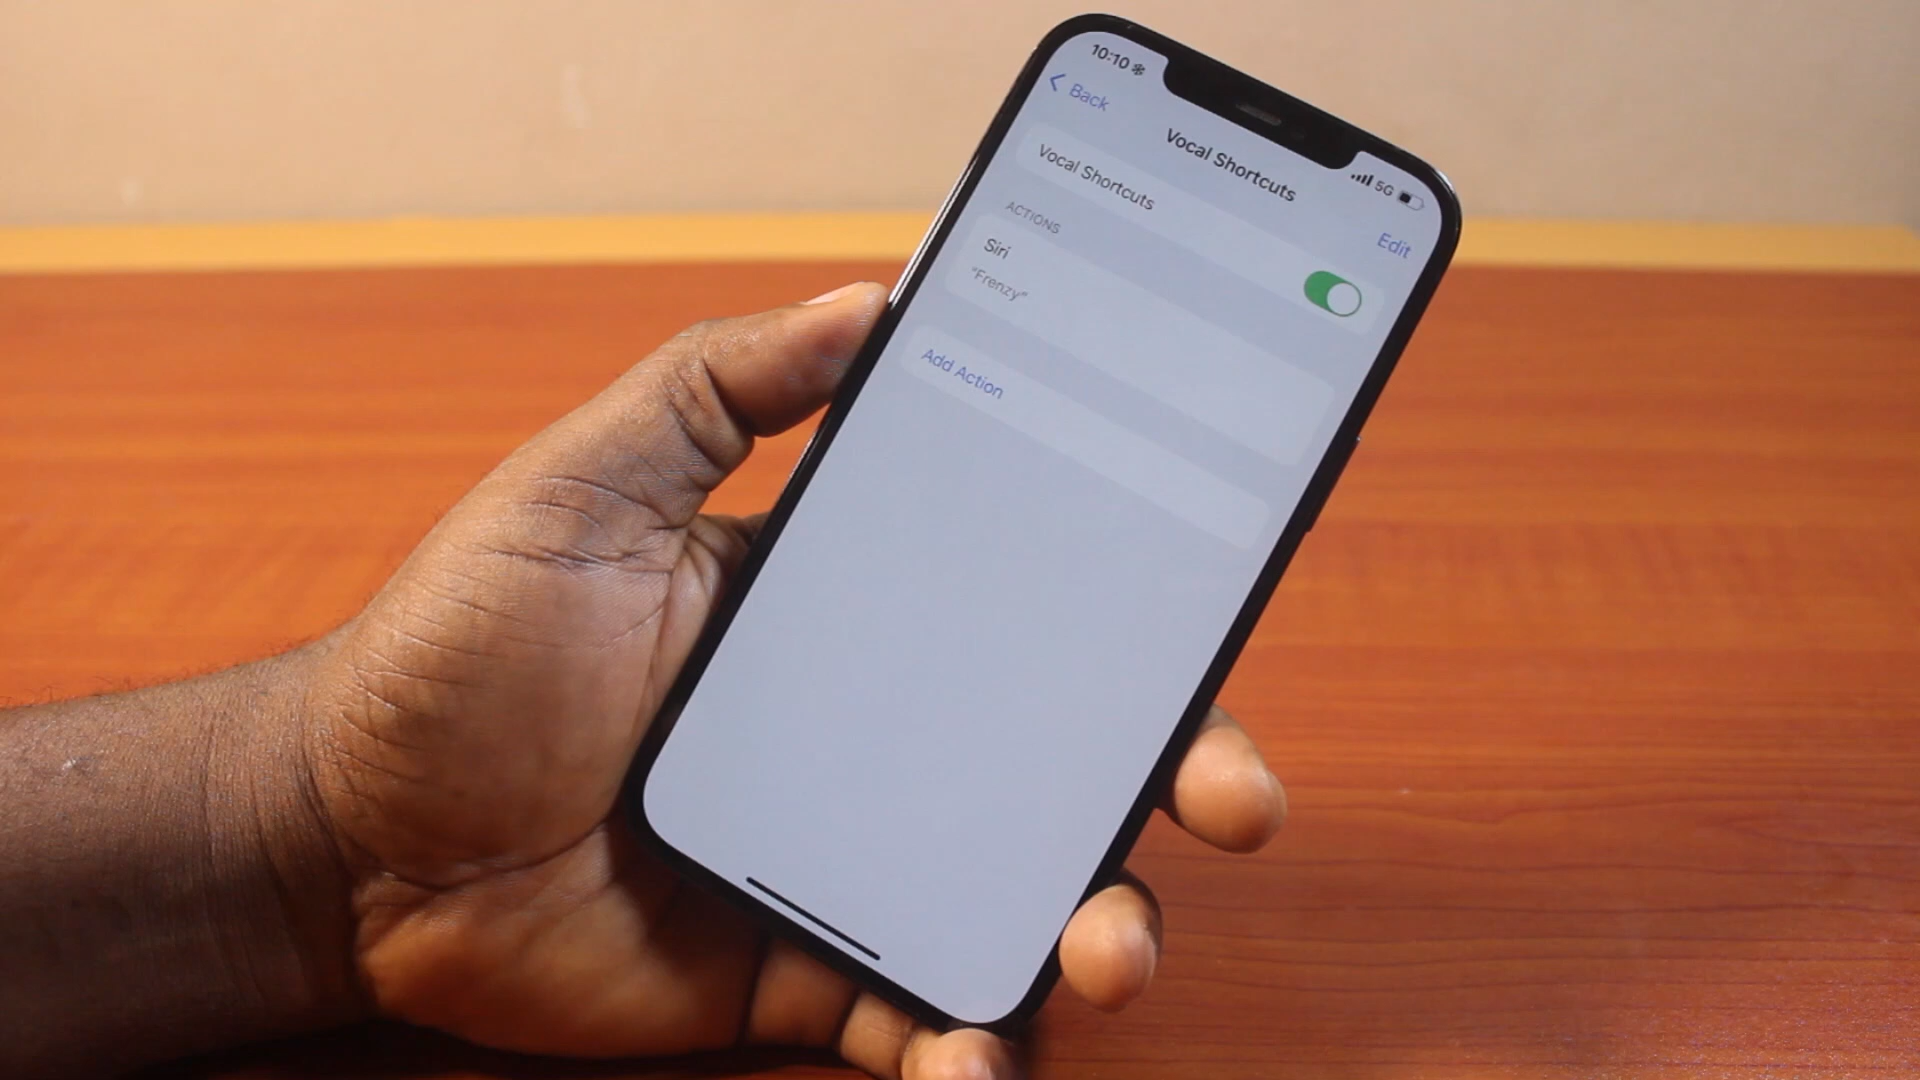 10:10
5G
Back
Vocal Shortcuts
Edit
Vocal Shortcuts
ACTIONS
Siri
"Frenzy"
Add Action